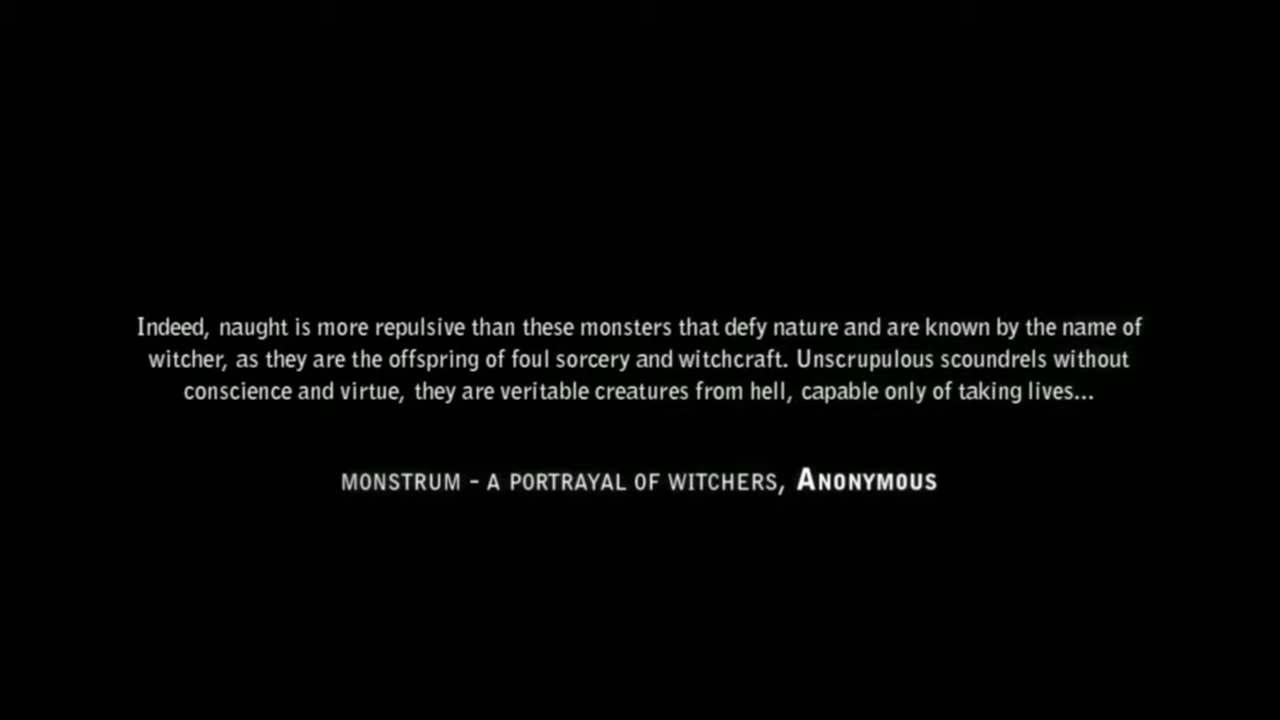 Indeed, naught is more repulsive than these monsters that defy nature and are known by the name of
witcher, as they are the offspring of foul sorcery and witchcraft. Unscrupulous scoundrels without
conscience and virtue, they are veritable creatures from hell, capable only of taking lives...
MONSTRUM - A PORTRAYAL OF WITCHERS, ANONYMOUS